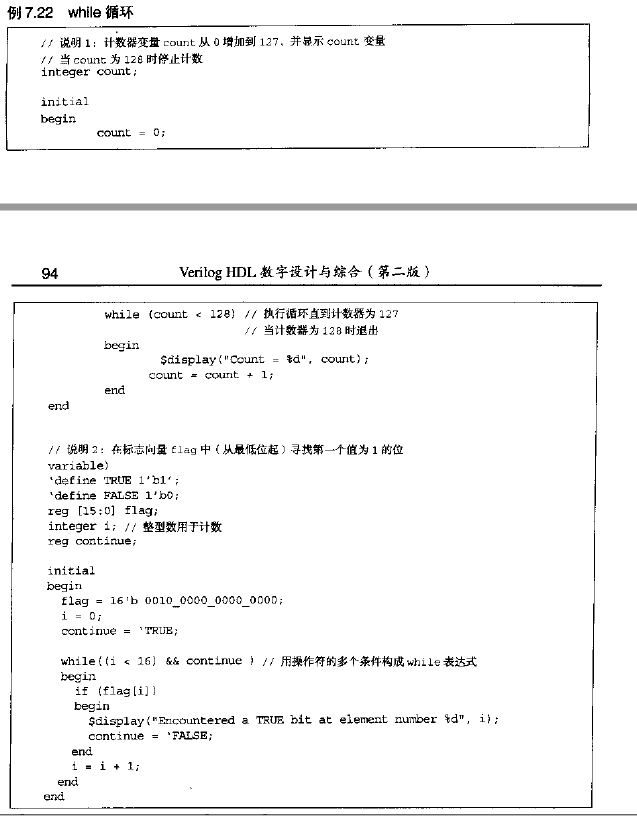 例 7.22 while 循环
// 说明 1: 计数器变量 count 从 0 增加到 127, 并显示 count 变量
// 当 count 为 128 时停止计数
integer count;
initial
begin
count = 0;
94 Verilog HDL 数字设计与综合(第二版)
while (count < 128) // 执行循环直到计数器为 127
// 当计数器为 128 时退出
begin
$display("Count = %d", count);
count = count + 1;
end
end
// 说明 2: 在标志向量 flag 中(从最低位起)寻找第一个值为 1 的位
variable)
'define TRUE 1'b1';
'define FALSE 1'b0;
reg [15:0] flag;
integer i; // 整型数用于计数
reg continue;
initial
begin
flag = 16'b 0010_0000_0000_0000;
i = 0;
continue = 'TRUE;
while((i < 16) && continue ) // 用操作符的多个条件构成 while 表达式
begin
if (flag[i])
begin
$display("Encountered a TRUE bit at element number %d", i);
continue = 'FALSE;
end
i = i + 1;
end
end